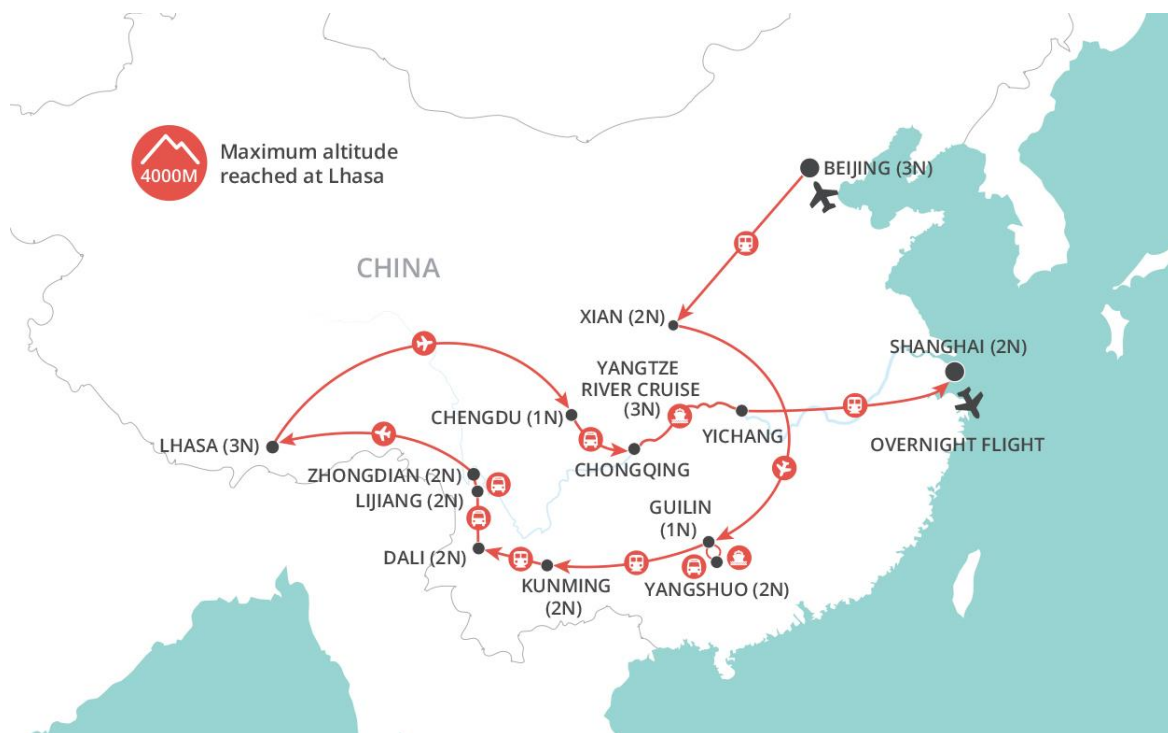 4000M
Maximum altitude
reached at Lhasa
CHINA
BEIJING (3N)
XIAN (2N)
SHANGHAI (2N)
YANGTZE
RIVER CRUISE
(3N)
CHENGDU (1N)
YICHANG
OVERNIGHT FLIGHT
LHASA (3N)
CHONGQING
ZHONGDIAN (2N)
LIJIANG (2N)
GUILIN
(1N)
DALI (2N)
KUNMING
(2N)
YANGSHUO (2N)